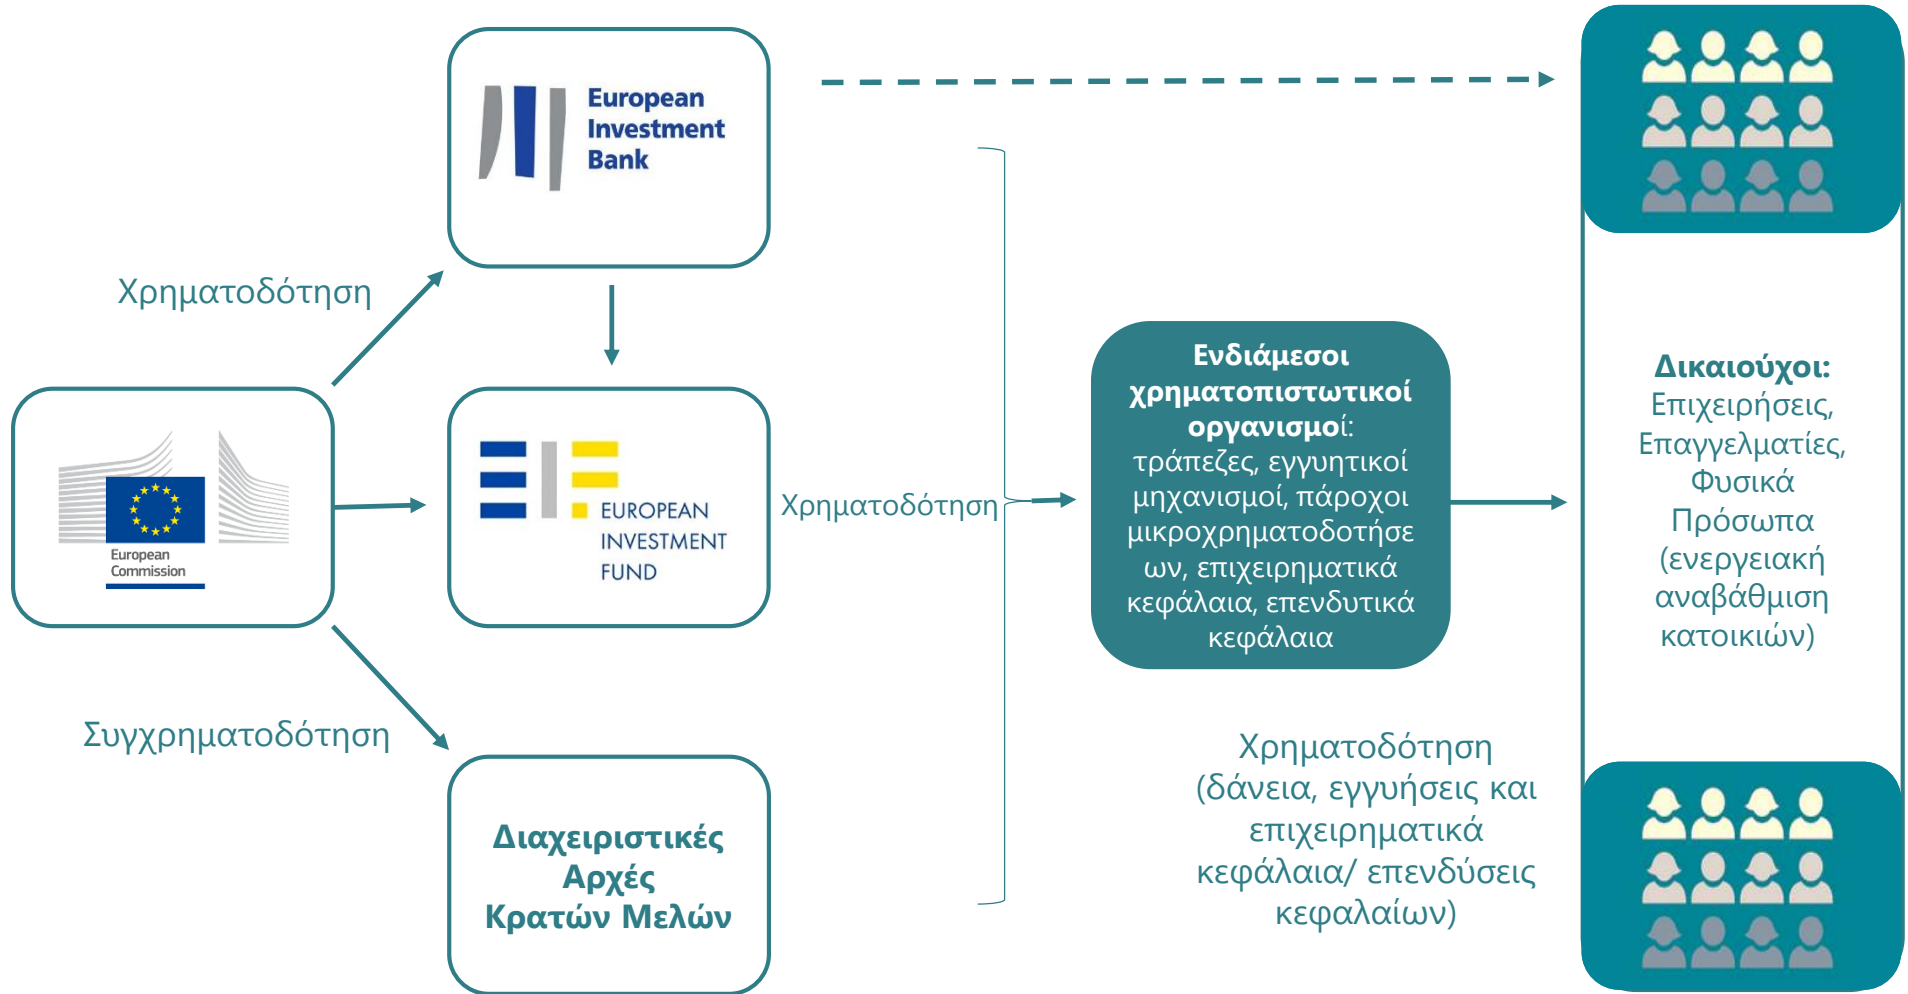 European
Investment
Bank
Χρηματοδότηση
European
Commission
EUROPEAN
INVESTMENT
FUND
Συγχρηματοδότηση
Διαχειριστικές
Αρχές
Κρατών Μελών
Χρηματοδότηση
Ενδιάμεσοι
χρηματοπιστωτικοί
οργανισμοί:
τράπεζες, εγγυητικοί
μηχανισμοί, πάροχοι
μικροχρηματοδοτήσε
ων, επιχειρηματικά
κεφάλαια, επενδυτικά
κεφάλαια
Χρηματοδότηση
(δάνεια, εγγυήσεις και
επιχειρηματικά
κεφάλαια/ επενδύσεις
κεφαλαίων)
Δικαιούχοι:
Επιχειρήσεις,
Επαγγελματίες,
Φυσικά
Πρόσωπα
(ενεργειακή
αναβάθμιση
κατοικιών)